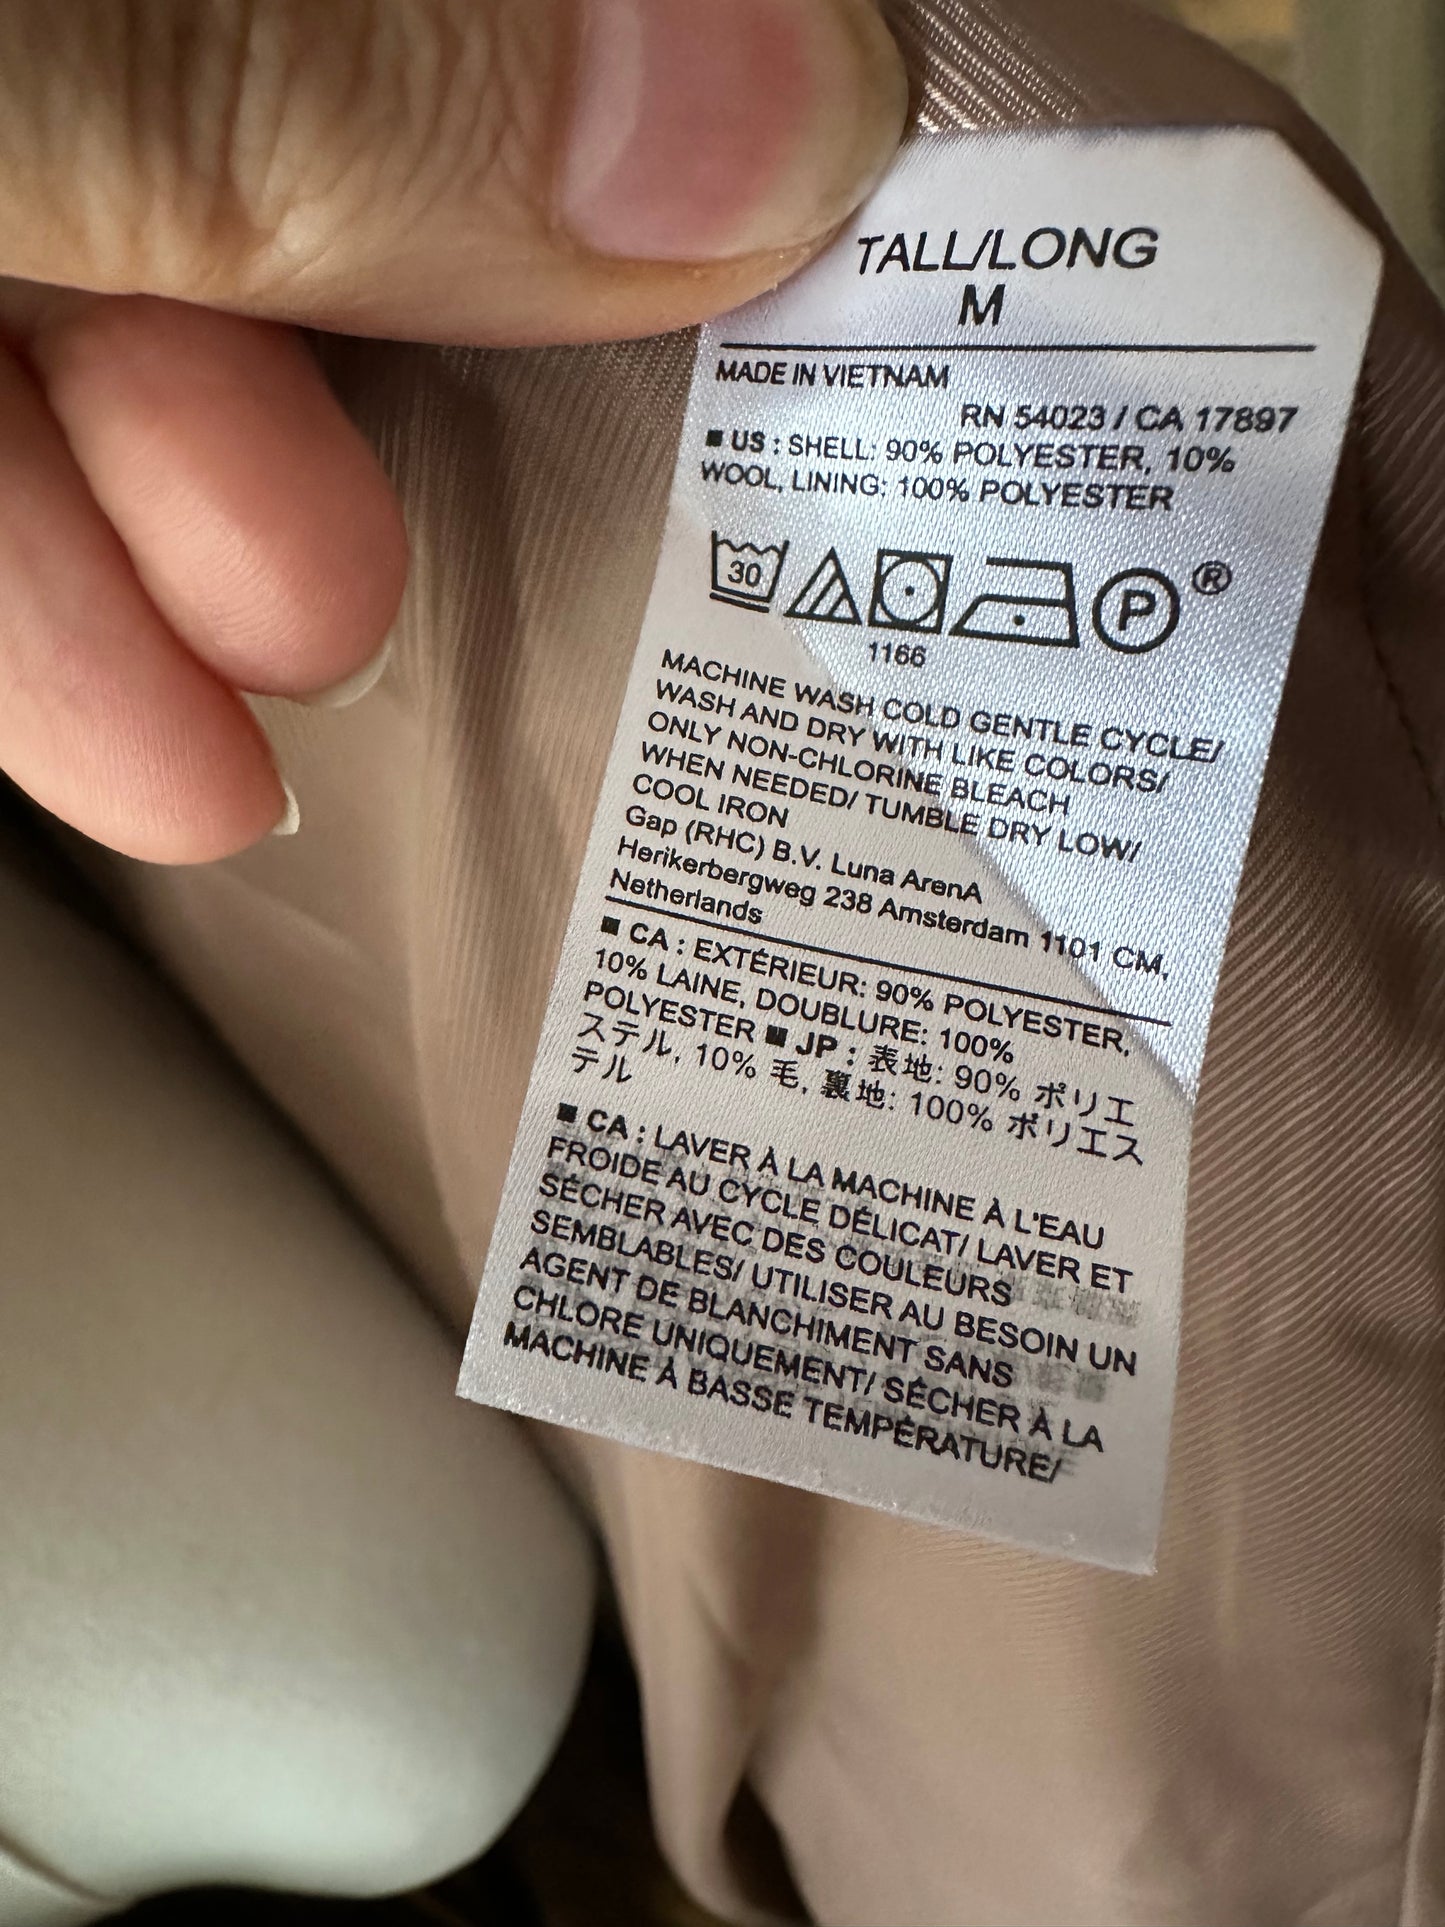 TALL/LONG
M
MADE IN VIETNAM
RN 54023 / CA 17897
■ US : SHELL: 90% POLYESTER, 10%
WOOL, LINING: 100% POLYESTER
30
P ®
1166
MACHINE WASH COLD GENTLE CYCLE/
WASH AND DRY WITH LIKE COLORS/
ONLY NON-CHLORINE BLEACH
WHEN NEEDED/ TUMBLE DRY LOW/
COOL IRON
Gap (RHC) B.V. Luna ArenA
Herikerbergweg 238 Amsterdam 1101 CM,
Netherlands
■ CA : EXTÉRIEUR: 90% POLYESTER,
10% LAINE, DOUBLURE: 100%
POLYESTER ■ JP : 表地: 90% ポリエ
ステル, 10% 毛, 裏地: 100% ポリエス
テル
■ CA : LAVER À LA MACHINE À L'EAU
FROIDE AU CYCLE DÉLICAT/ LAVER ET
SÉCHER AVEC DES COULEURS
SEMBLABLES/ UTILISER AU BESOIN UN
AGENT DE BLANCHIMENT SANS
CHLORE UNIQUEMENT/ SÉCHER À LA
MACHINE À BASSE TEMPÉRATURE/